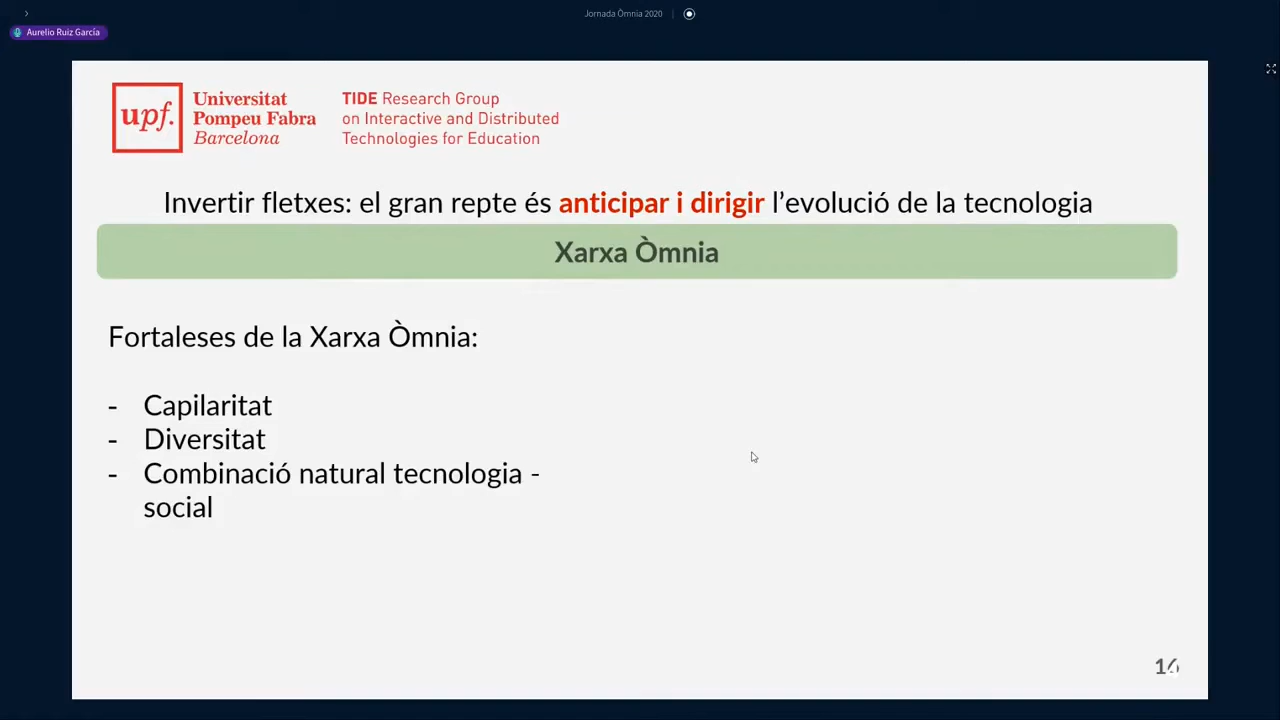 Jornada Òmnia 2020
Aurelio Ruiz García
upf.
Universitat
Pompeu Fabra
Barcelona
TIDE Research Group
on Interactive and Distributed
Technologies for Education
Invertir fletxes: el gran repte és anticipar i dirigir l’evolució de la tecnologia
Xarxa Òmnia
Fortaleses de la Xarxa Òmnia:
- Capilaritat
- Diversitat
- Combinació natural tecnologia -
social